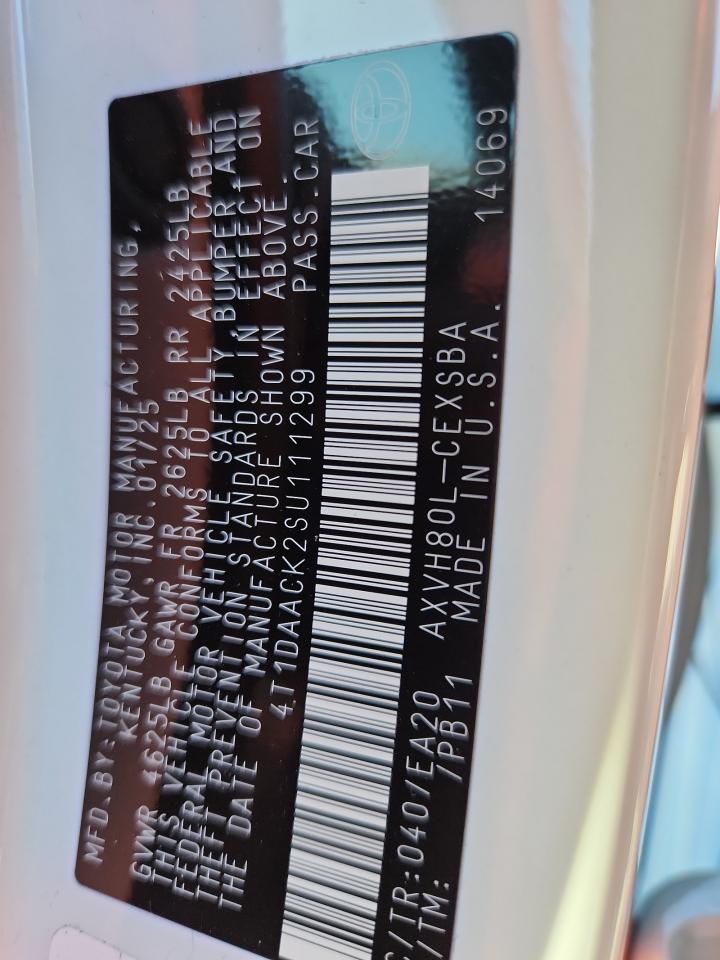 MFD.BY:TOYOTA MOTOR MANUFACTURING,
KENTUCKY,INC.01/25
GVWR 4625LB GAWR FR 2625LB RR 2425LB
THIS VEHICLE CONFORMS TO ALL APPLICABLE
FEDERAL MOTOR VEHICLE SAFETY,BUMPER,AND
THEFT PREVENTION STANDARDS IN EFFECT ON
THE DATE OF MANUFACTURE SHOWN ABOVE.
4T1DAACK2SU111299 PASS.CAR
C/TR:040/EA20 AXVH80L-CEXSBA
/TM: /PB11 MADE IN U.S.A. 14069